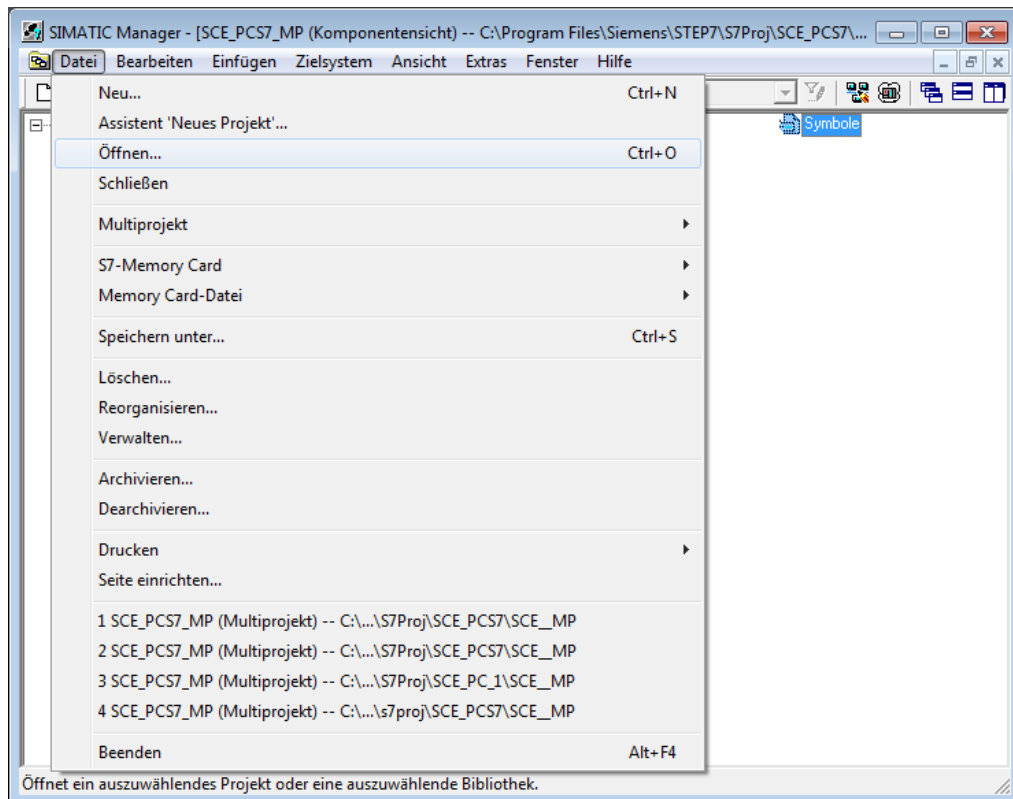 SIMATIC Manager - [SCE_PCS7_MP (Komponentensicht) -- C:\Program Files\Siemens\STEP7\S7Proj\SCE_PCS7\...
Datei Bearbeiten Einfügen Zielsystem Ansicht Extras Fenster Hilfe
Neu... Ctrl+N
Symbole
Assistent 'Neues Projekt'...
Öffnen... Ctrl+O
Schließen
Multiprojekt
S7-Memory Card
Memory Card-Datei
Speichern unter... Ctrl+S
Löschen...
Reorganisieren...
Verwalten...
Archivieren...
Dearchivieren...
Drucken
Seite einrichten...
1 SCE_PCS7_MP (Multiprojekt) -- C:\...\S7Proj\SCE_PCS7\SCE__MP
2 SCE_PCS7_MP (Multiprojekt) -- C:\...\S7Proj\SCE_PCS7\SCE__MP
3 SCE_PCS7_MP (Multiprojekt) -- C:\...\S7Proj\SCE_PC_1\SCE__MP
4 SCE_PCS7_MP (Multiprojekt) -- C:\...\s7proj\SCE_PCS7\SCE__MP
Beenden Alt+F4
Öffnet ein auszuwählendes Projekt oder eine auszuwählende Bibliothek.